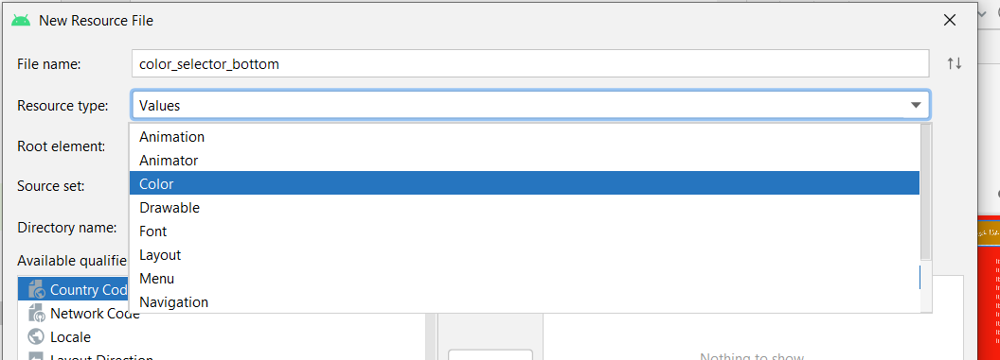 New Resource File
File name: color_selector_bottom
Resource type: Values
Animation
Animator
Root element:
Color
Source set:
Drawable
Directory name:
Font
Layout
Available qualifie
Menu
Country Cod
Navigation
Network Code
Locale
Layout Direction
Nothing to show